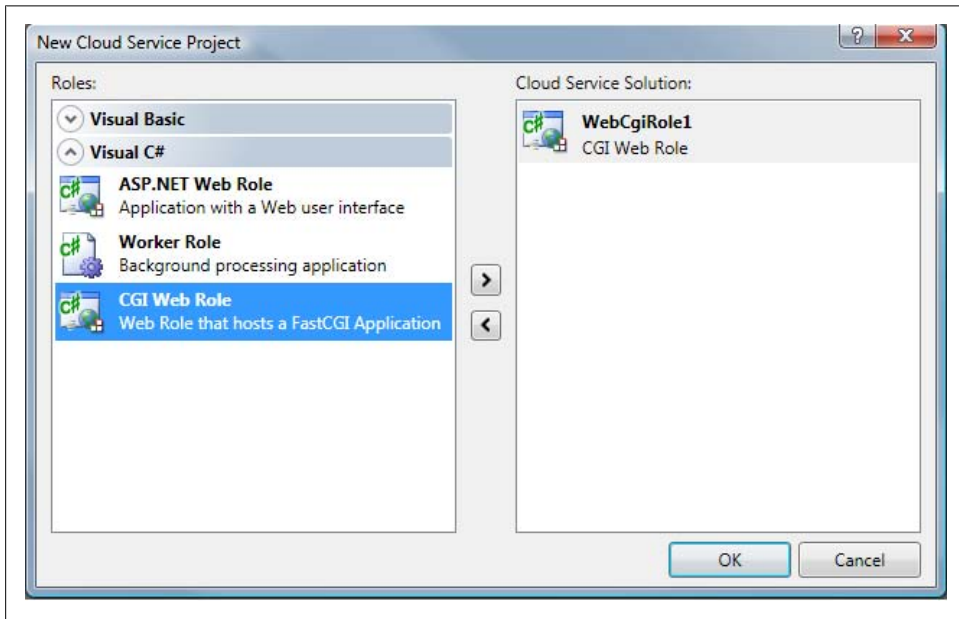 New Cloud Service Project
Roles:
Visual Basic
Visual C#
ASP.NET Web Role
Application with a Web user interface
Worker Role
Background processing application
CGI Web Role
Web Role that hosts a FastCGI Application
Cloud Service Solution:
WebCgiRole1
CGI Web Role
OK
Cancel